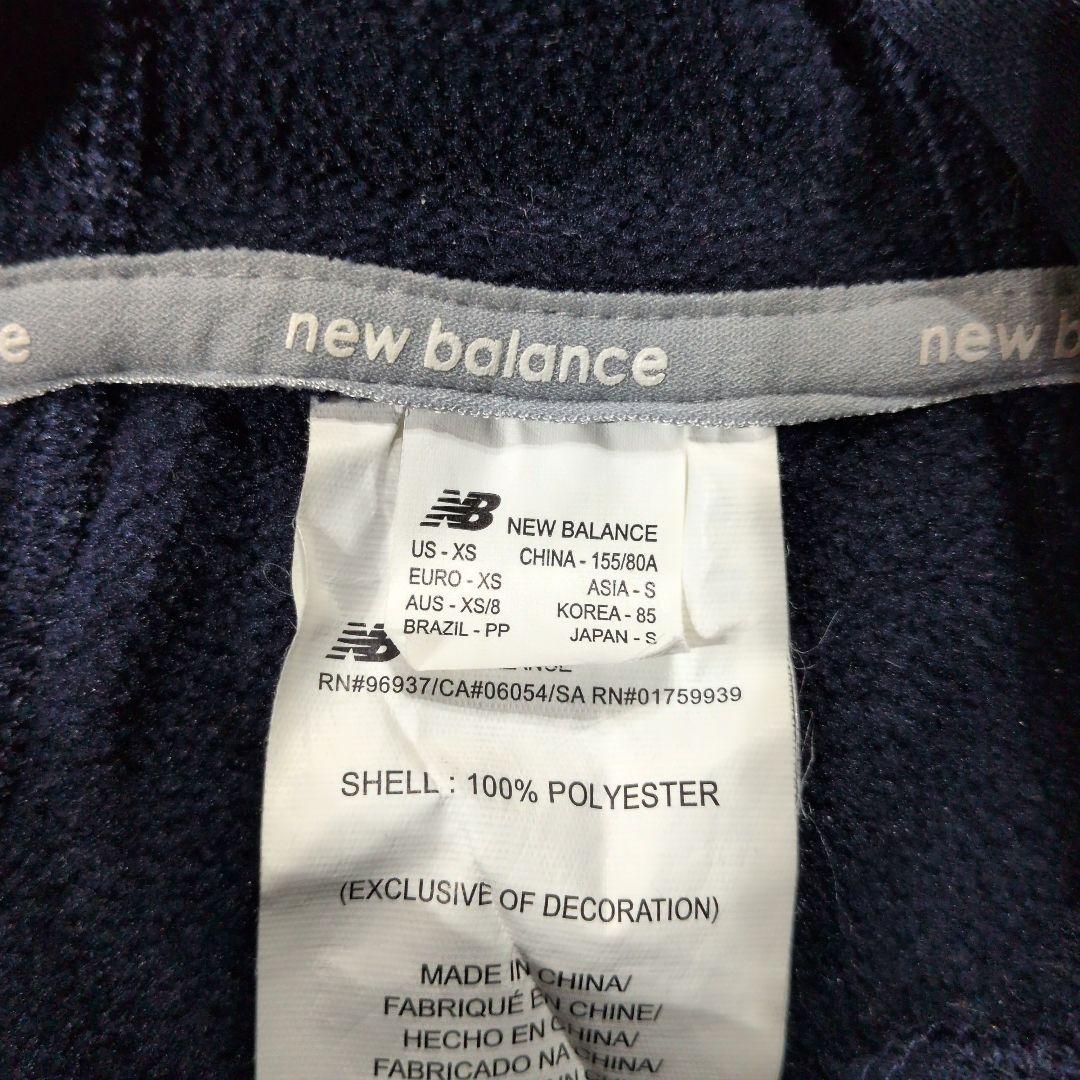 e new balance new b
NB NEW BALANCE
US - XS CHINA - 155/80A
EURO - XS ASIA - S
AUS - XS/8 KOREA - 85
BRAZIL - PP JAPAN - S
NB
RN#96937/CA#06054/SA RN#01759939
SHELL : 100% POLYESTER
(EXCLUSIVE OF DECORATION)
MADE IN CHINA/
FABRIQUÉ EN CHINE/
HECHO EN CHINA/
FABRICADO NA CHINA/